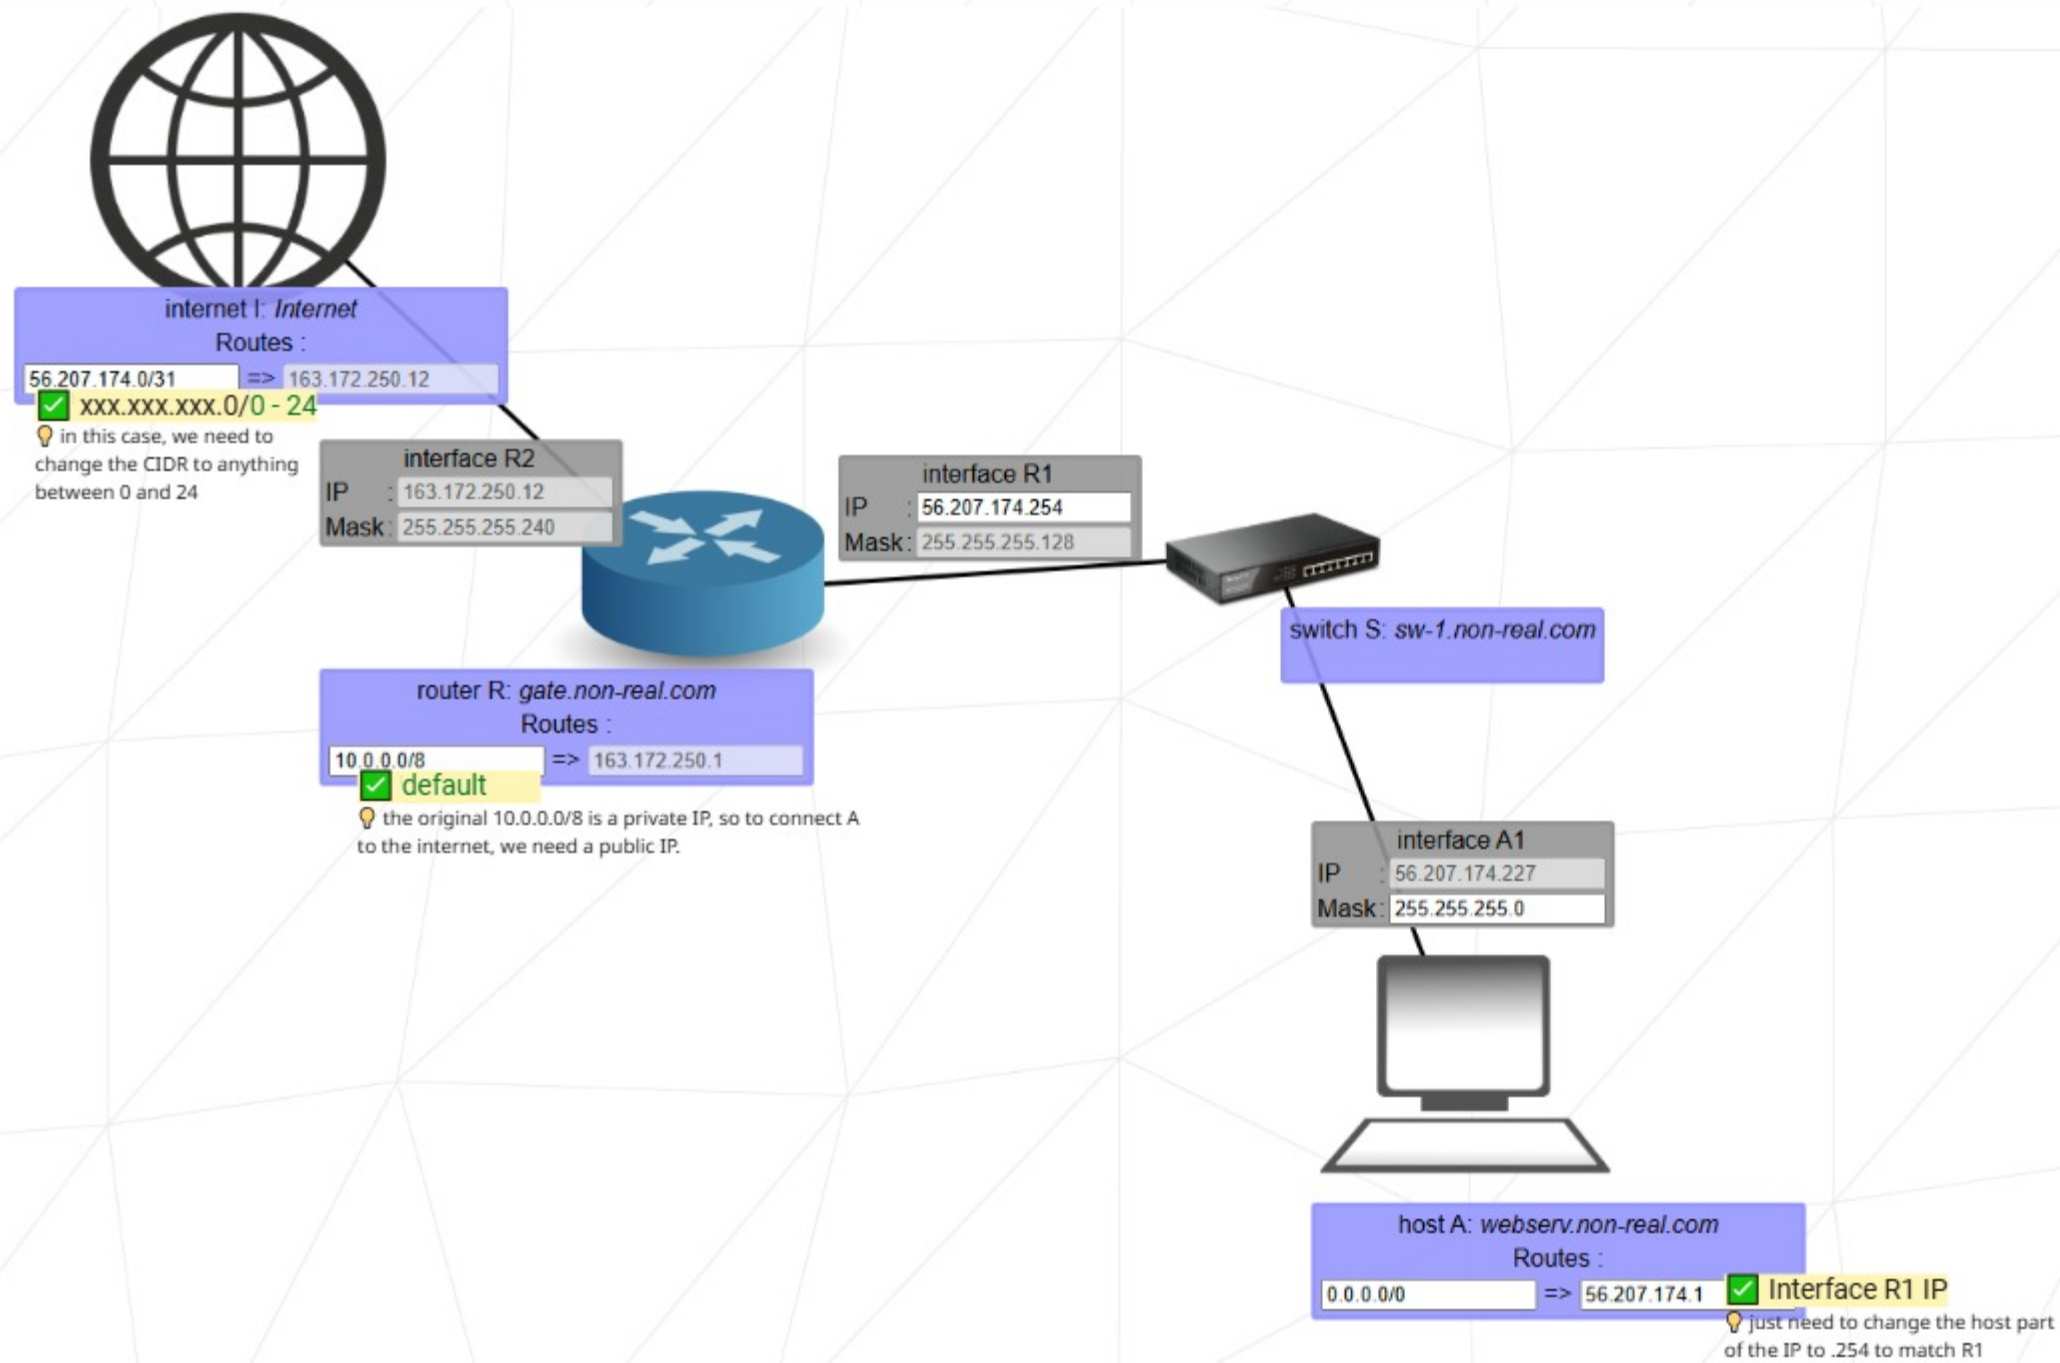 internet I: Internet
Routes :
56.207.174.0/31 => 163.172.250.12
xxx.xxx.xxx.0/0 - 24
in this case, we need to
change the CIDR to anything
between 0 and 24
interface R2
IP : 163.172.250.12
Mask : 255.255.255.240
interface R1
IP : 56.207.174.254
Mask : 255.255.255.128
switch S: sw-1.non-real.com
router R: gate.non-real.com
Routes :
10.0.0.0/8 => 163.172.250.1
default
the original 10.0.0.0/8 is a private IP, so to connect A
to the internet, we need a public IP.
interface A1
IP : 56.207.174.227
Mask : 255.255.255.0
host A: webserv.non-real.com
Routes :
0.0.0.0/0 => 56.207.174.1
Interface R1 IP
just need to change the host part
of the IP to .254 to match R1